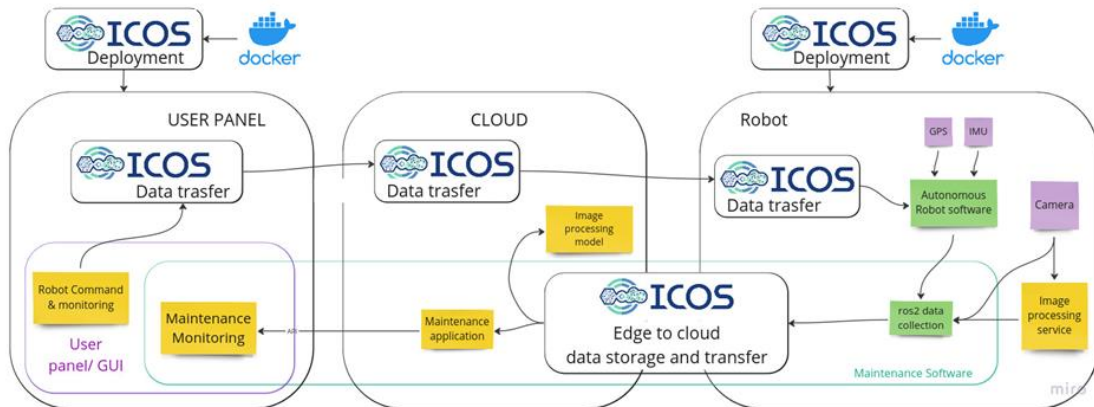 ICOS
Deployment
docker
ICOS
Deployment
docker
USER PANEL
CLOUD
Robot
GPS
IMU
ICOS
Data trasfer
ICOS
Data trasfer
ICOS
Data trasfer
Autonomous
Robot software
Camera
Image
processing
model
Robot Command
& monitoring
Maintenance
Monitoring
API
Maintenance
application
ICOS
Edge to cloud
data storage and transfer
ros2 data
collection
Image
processing
service
User
panel/ GUI
Maintenance Software
miro